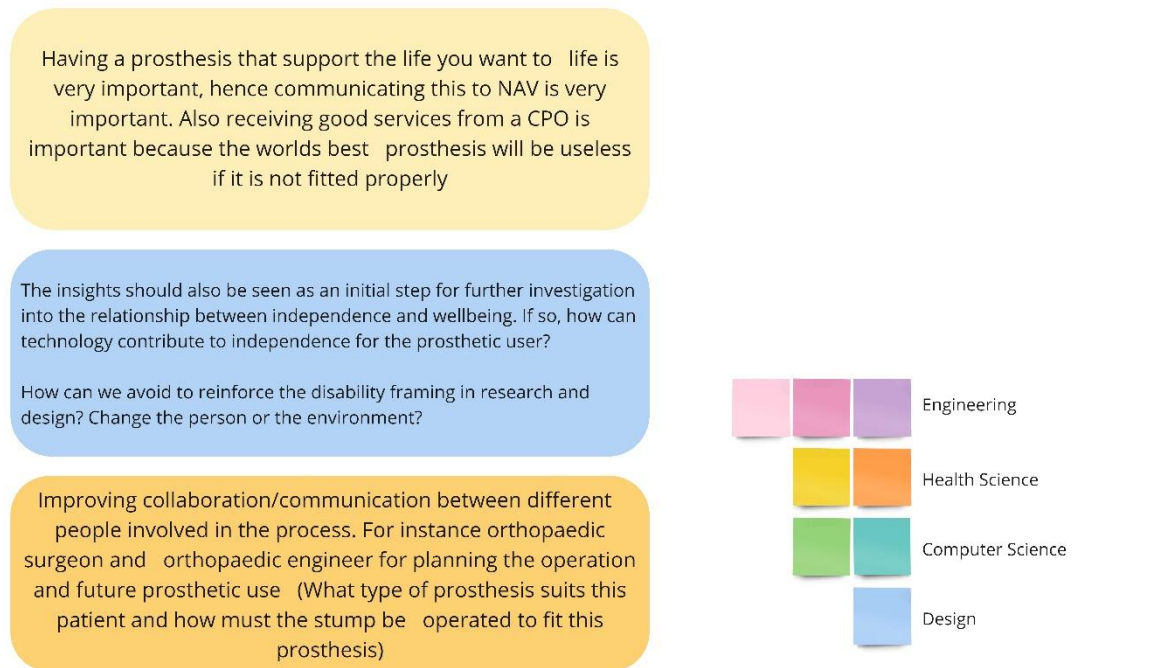 Having a prosthesis that support the life you want to life is
very important, hence communicating this to NAV is very
important. Also receiving good services from a CPO is
important because the worlds best prosthesis will be useless
if it is not fitted properly
The insights should also be seen as an initial step for further investigation
into the relationship between independence and wellbeing. If so, how can
technology contribute to independence for the prosthetic user?
How can we avoid to reinforce the disability framing in research and
design? Change the person or the environment?
Improving collaboration/communication between different
people involved in the process. For instance orthopaedic
surgeon and orthopaedic engineer for planning the operation
and future prosthetic use (What type of prosthesis suits this
patient and how must the stump be operated to fit this
prosthesis)
Engineering
Health Science
Computer Science
Design